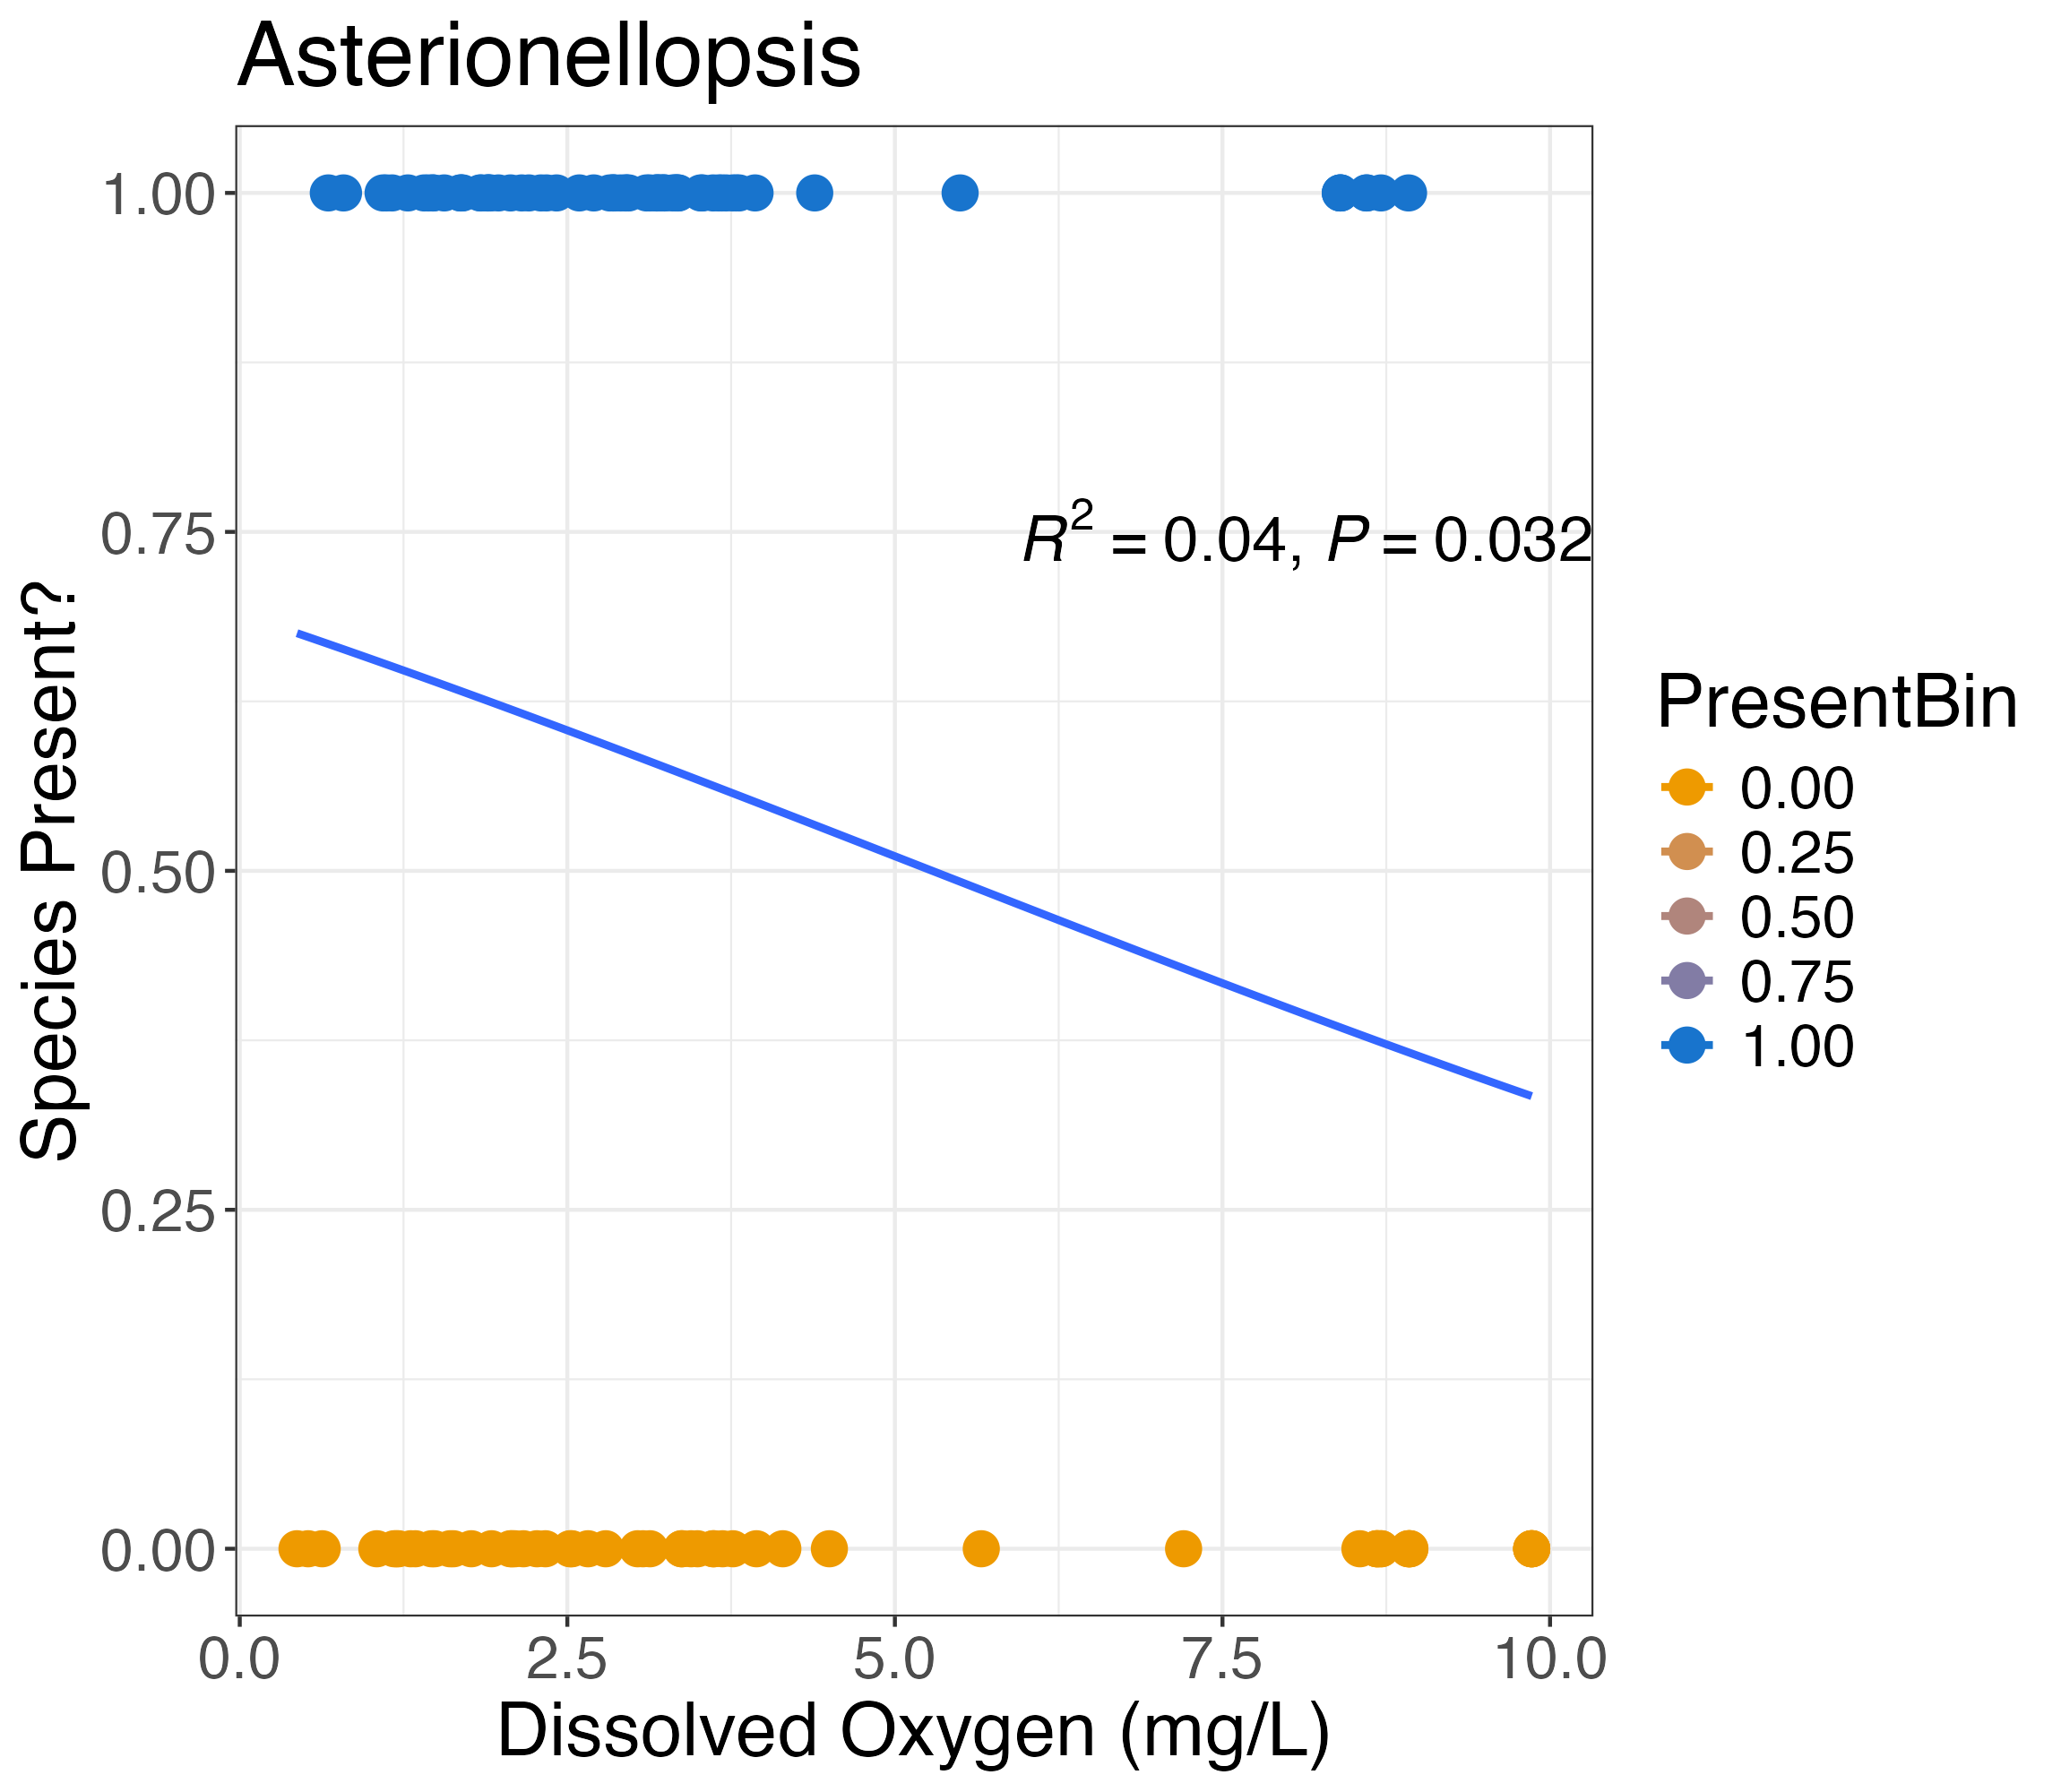 Asterionellopsis
1.00
0.75
0.50
0.25
0.00
Species Present?
R² = 0.04, P = 0.032
0.0 2.5 5.0 7.5 10.0
Dissolved Oxygen (mg/L)
PresentBin
0.00
0.25
0.50
0.75
1.00